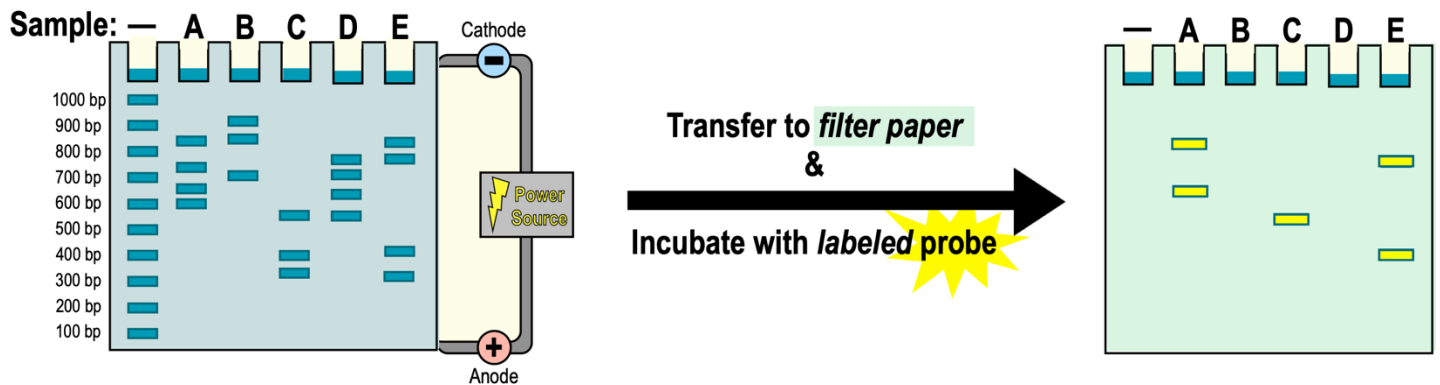 Sample: — A B C D E
Cathode
-
1000 bp
900 bp
800 bp
700 bp
600 bp
500 bp
400 bp
300 bp
200 bp
100 bp
Power
Source
+
Anode
Transfer to filter paper
&
Incubate with labeled probe
— A B C D E